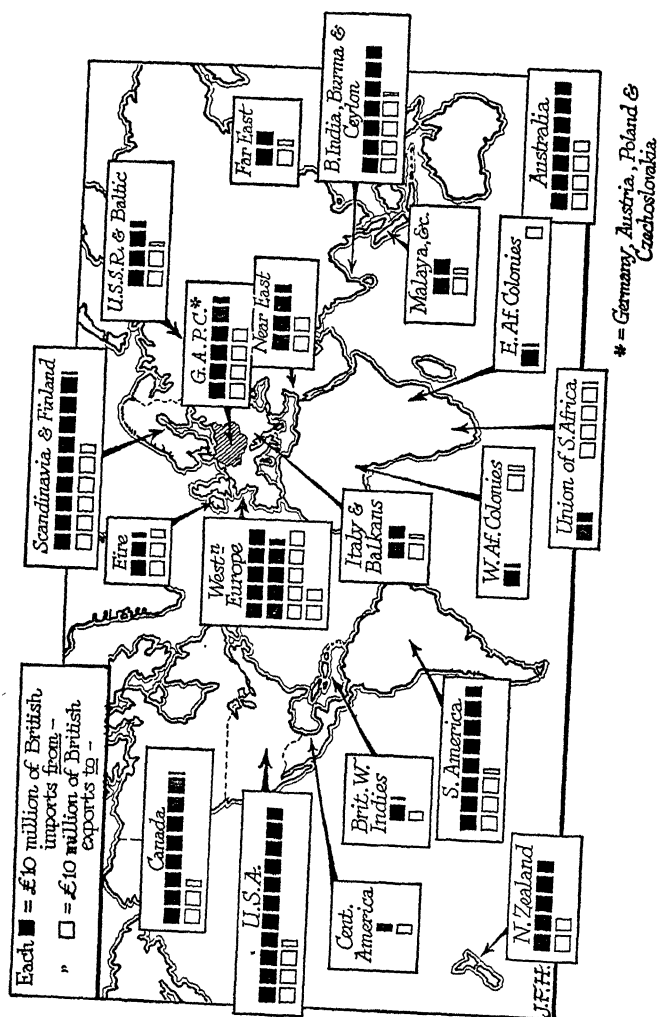 Each ■ = £10 million of British
imports from –
„ □ = £10 million of British
exports to –
Scandinavia & Finland
U.S.S.R. & Baltic
Far East
B. India, Burma &
Ceylon
Canada
Eire
G.A.P.C.*
Near East
West.n
Europe
U.S.A.
Italy &
Balkans
Malaya, &c.
Cent.
America
Brit. W.
Indies
S. America
W. Af. Colonies
E. Af. Colonies
N. Zealand
Union of S. Africa
Australia
J.F.H.
* = Germany, Austria, Poland &
Czechoslovakia